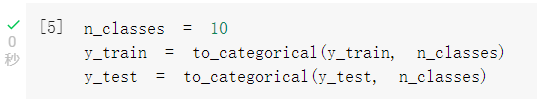 [5] n_classes = 10
y_train = to_categorical(y_train, n_classes)
y_test = to_categorical(y_test, n_classes)
0
秒